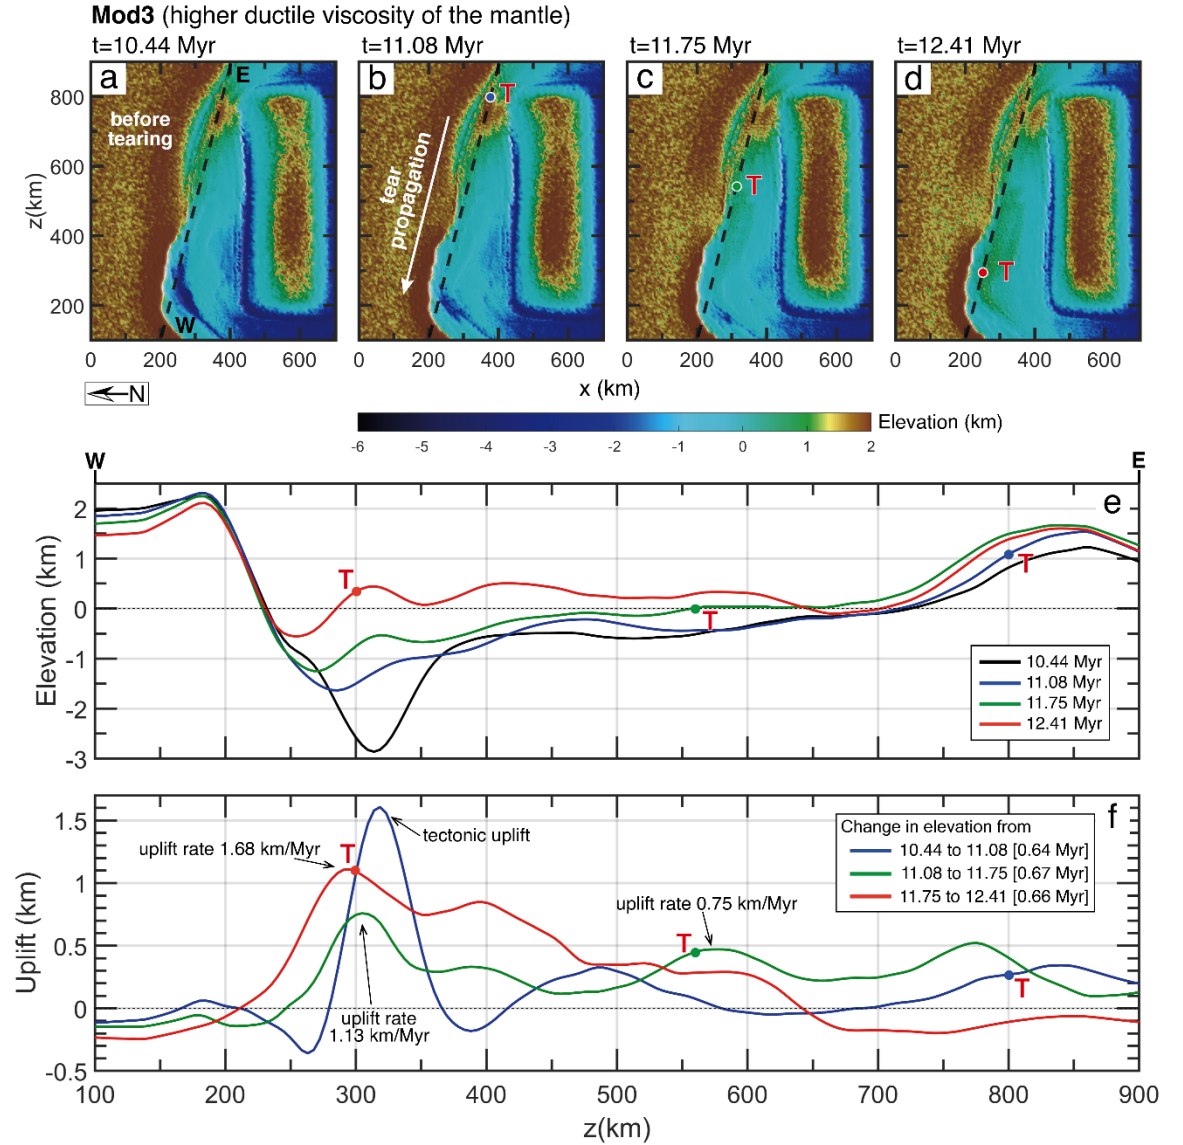 Mod3 (higher ductile viscosity of the mantle)
t=10.44 Myr
t=11.08 Myr
t=11.75 Myr
t=12.41 Myr
a
E
b
T
c
d
before
tearing
tear
propagation
T
T
W
z(km)
800
600
400
200
0
200
400
600
0
200
400
600
0
200
400
600
0
200
400
600
N
x (km)
Elevation (km)
-6
-5
-4
-3
-2
-1
0
1
2
W
E
e
Elevation (km)
2
1
0
-1
-2
-3
T
T
T
10.44 Myr
11.08 Myr
11.75 Myr
12.41 Myr
f
Uplift (km)
1.5
1
0.5
0
-0.5
tectonic uplift
uplift rate 1.68 km/Myr
T
uplift rate 0.75 km/Myr
T
T
uplift rate
1.13 km/Myr
Change in elevation from
10.44 to 11.08 [0.64 Myr]
11.08 to 11.75 [0.67 Myr]
11.75 to 12.41 [0.66 Myr]
100
200
300
400
500
600
700
800
900
z(km)